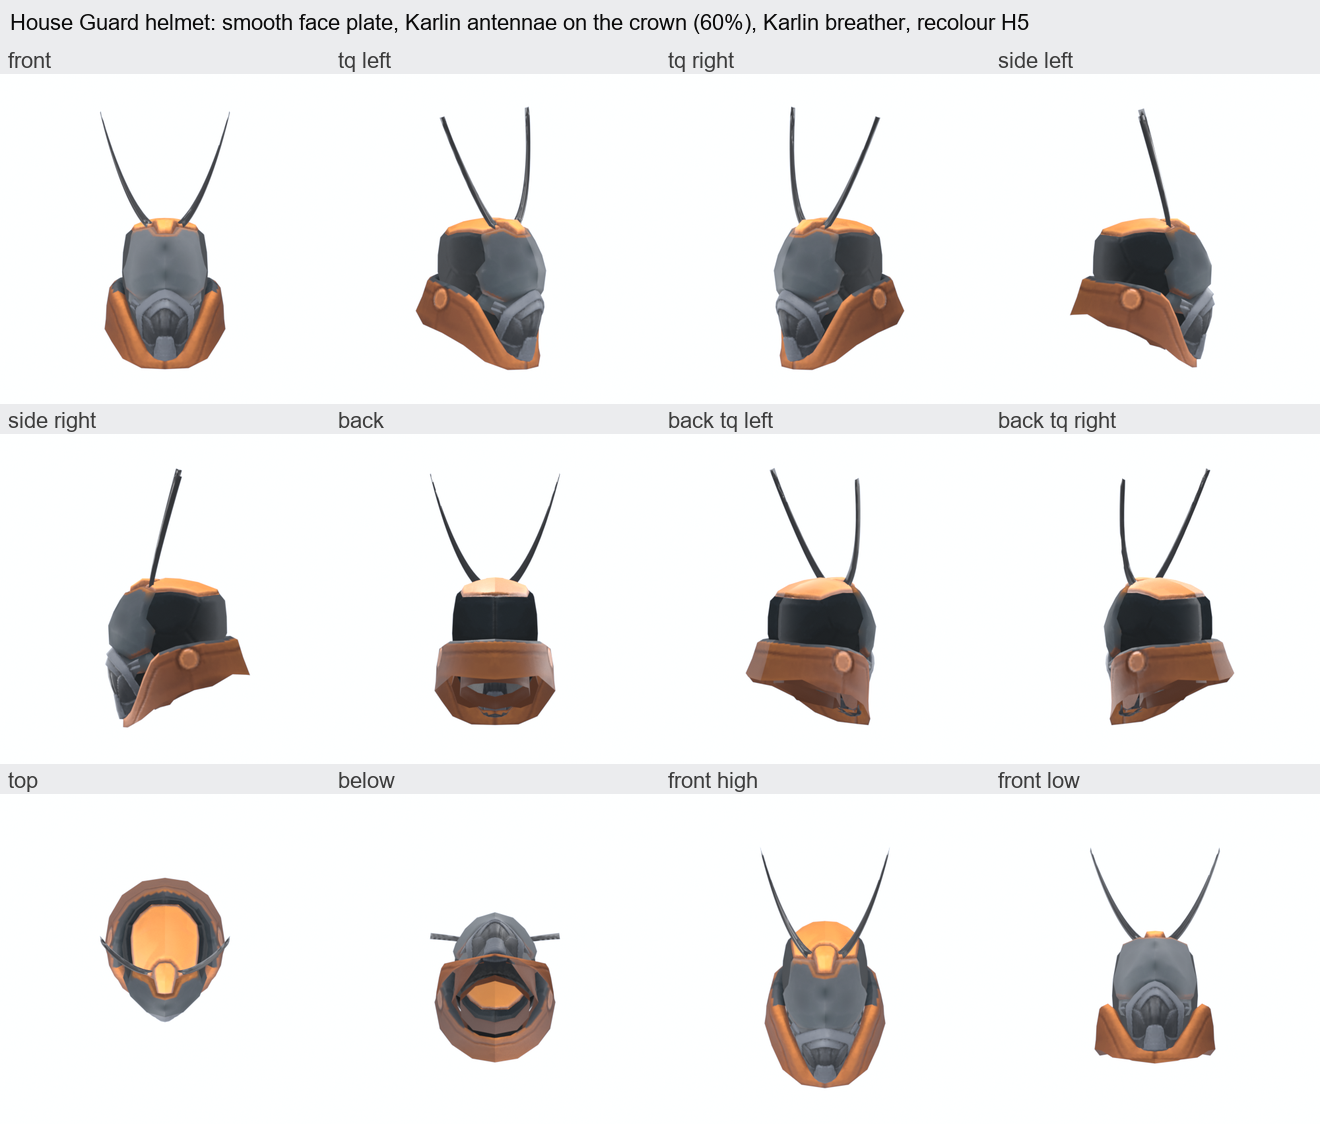 House Guard helmet: smooth face plate, Karlin antennae on the crown (60%), Karlin breather, recolour H5
front
tq left
tq right
side left
side right
back
back tq left
back tq right
top
below
front high
front low